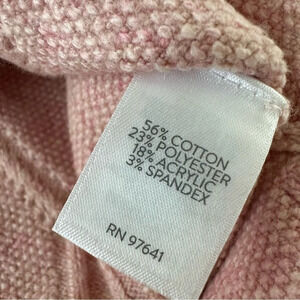 56% COTTON
23% POLYESTER
18% ACRYLIC
3% SPANDEX
RN 97641